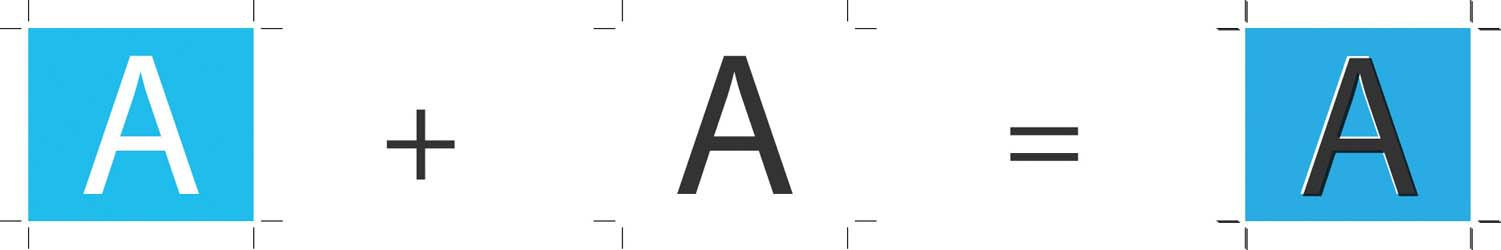 A + A = A